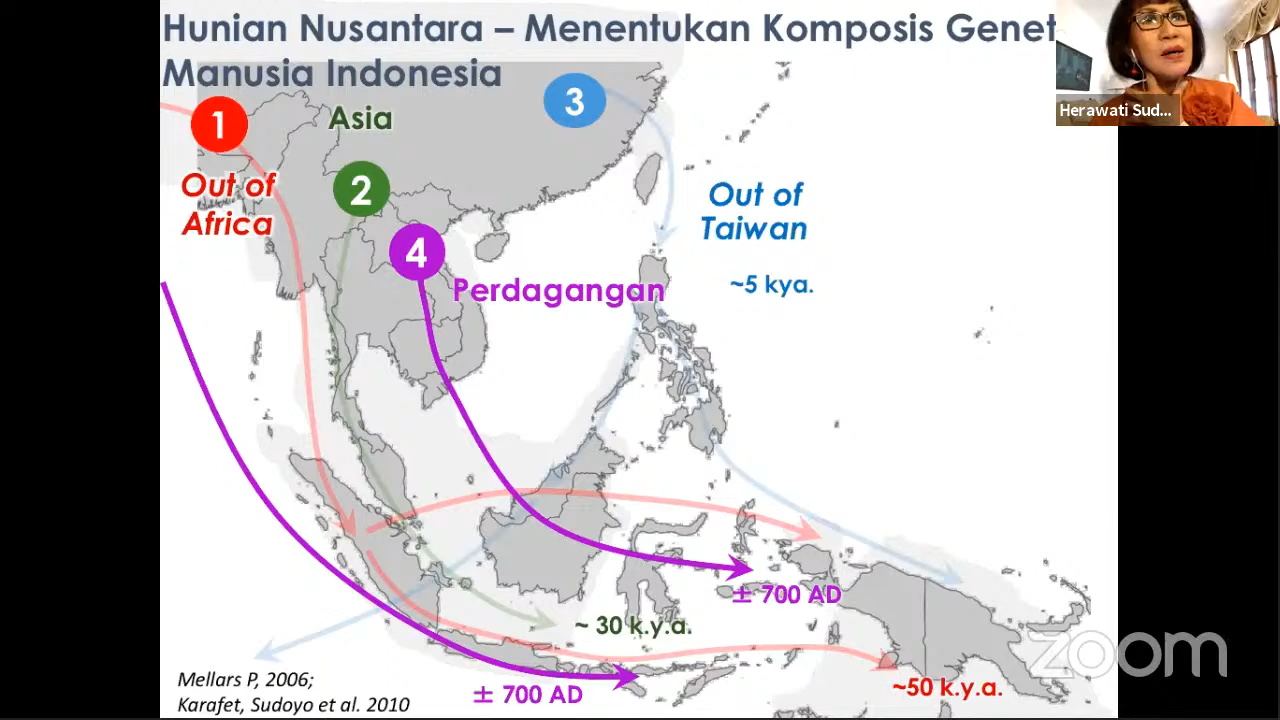 Hunian Nusantara – Menentukan Komposis Genet
Manusia Indonesia
Herawati Sud...
1
Asia
3
Out of
Africa
2
Out of
Taiwan
4
~5 kya.
Perdagangan
± 700 AD
~ 30 k.y.a.
± 700 AD
~50 k.y.a.
Mellars P, 2006;
Karafet, Sudoyo et al. 2010
zoom